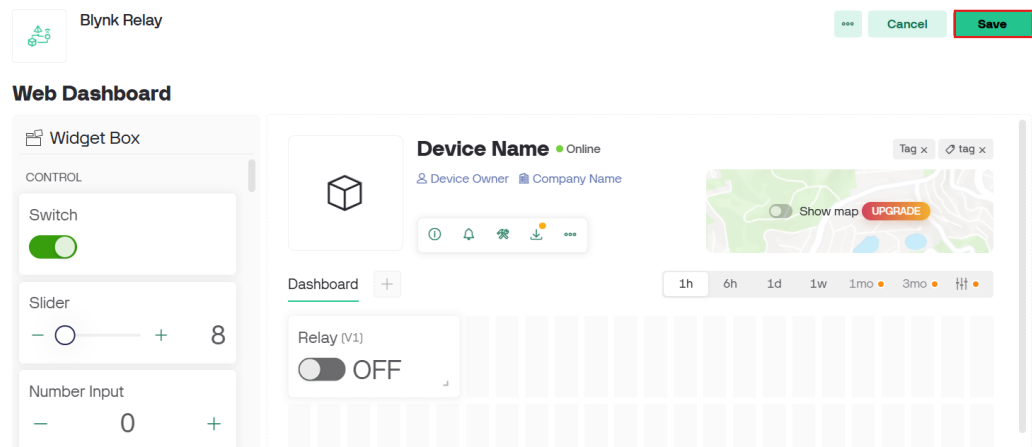 Blynk Relay
Cancel
Save
Web Dashboard
Widget Box
CONTROL
Switch
Slider
8
Number Input
0
Device Name Online
Device Owner Company Name
Tag × tag ×
Show map UPGRADE
Dashboard
1h 6h 1d 1w 1mo 3mo
Relay (V1)
OFF